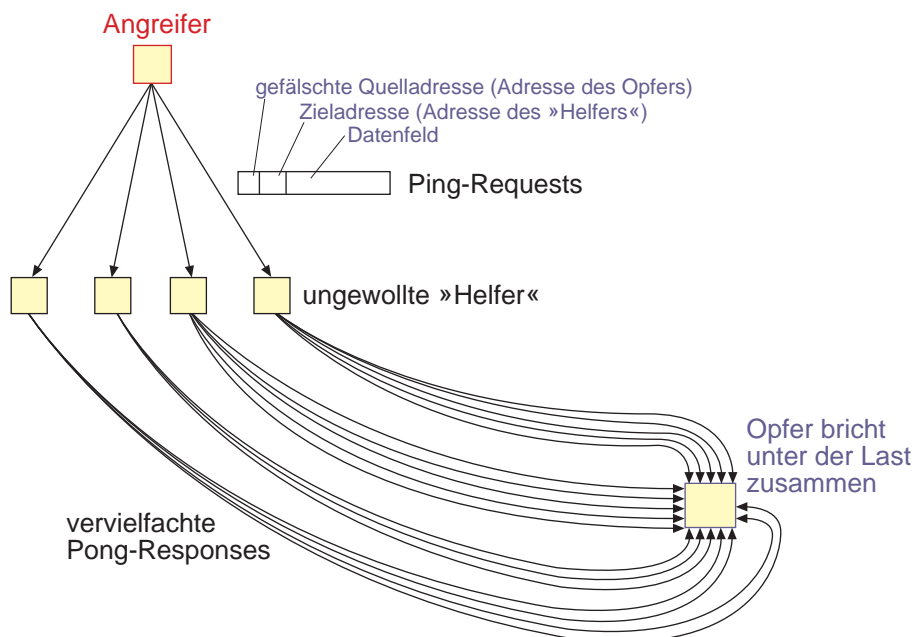 Angreifer
gefälschte Quelladresse (Adresse des Opfers)
Zieladresse (Adresse des »Helfers«)
Datenfeld
Ping-Requests
ungewollte »Helfer«
Opfer bricht
unter der Last
zusammen
vervielfachte
Pong-Responses